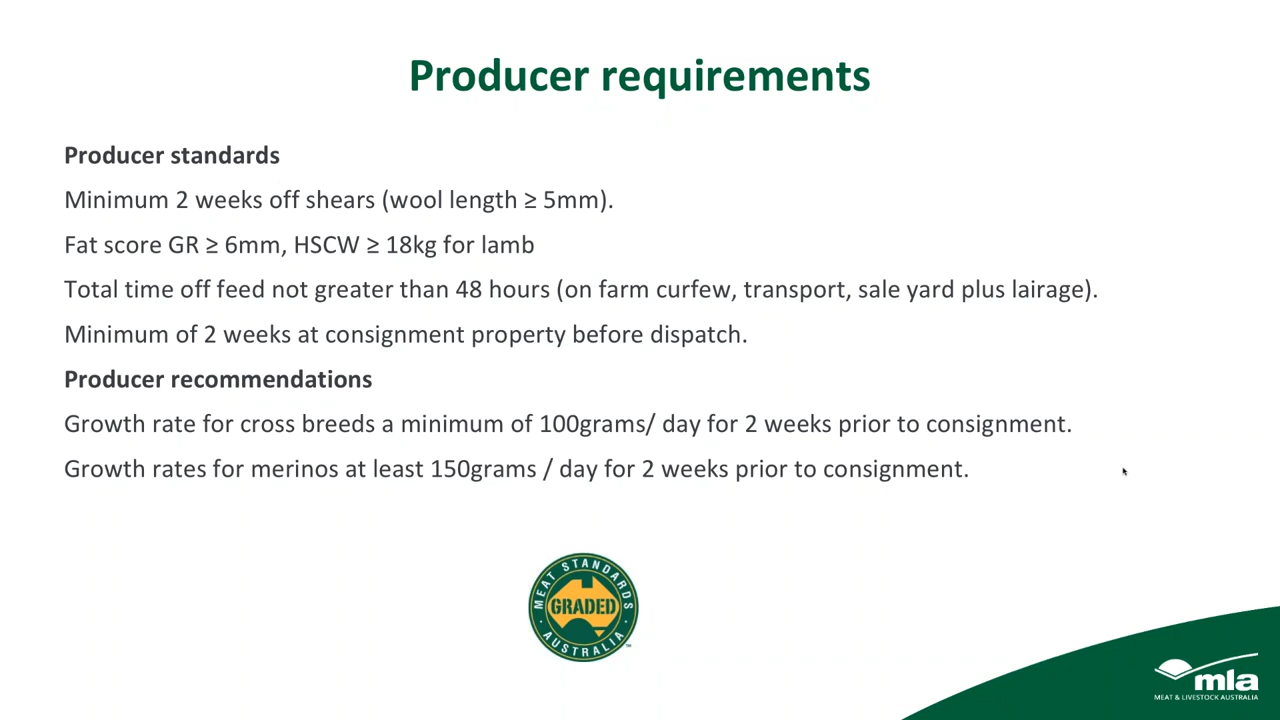 Producer requirements
Producer standards
Minimum 2 weeks off shears (wool length ≥ 5mm).
Fat score GR ≥ 6mm, HSCW ≥ 18kg for lamb
Total time off feed not greater than 48 hours (on farm curfew, transport, sale yard plus lairage).
Minimum of 2 weeks at consignment property before dispatch.
Producer recommendations
Growth rate for cross breeds a minimum of 100grams/ day for 2 weeks prior to consignment.
Growth rates for merinos at least 150grams / day for 2 weeks prior to consignment.
MEAT STANDARDS
GRADED
AUSTRALIA
™
mla
MEAT & LIVESTOCK AUSTRALIA